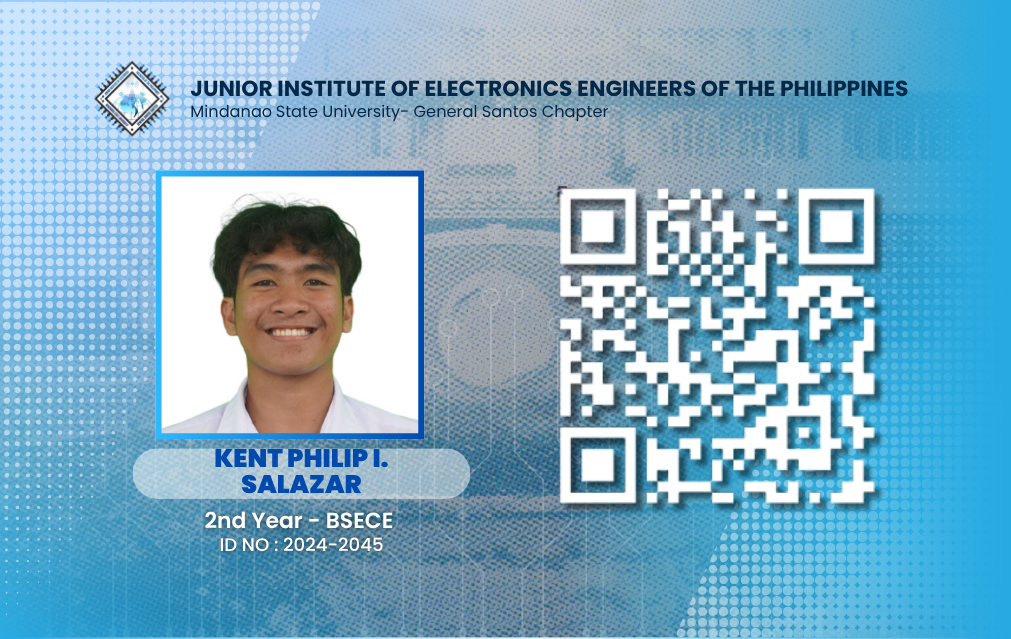 JUNIOR INSTITUTE OF ELECTRONICS ENGINEERS OF THE PHILIPPINES
Mindanao State University- General Santos Chapter
KENT PHILIP I.
SALAZAR
2nd Year - BSECE
ID NO : 2024-2045